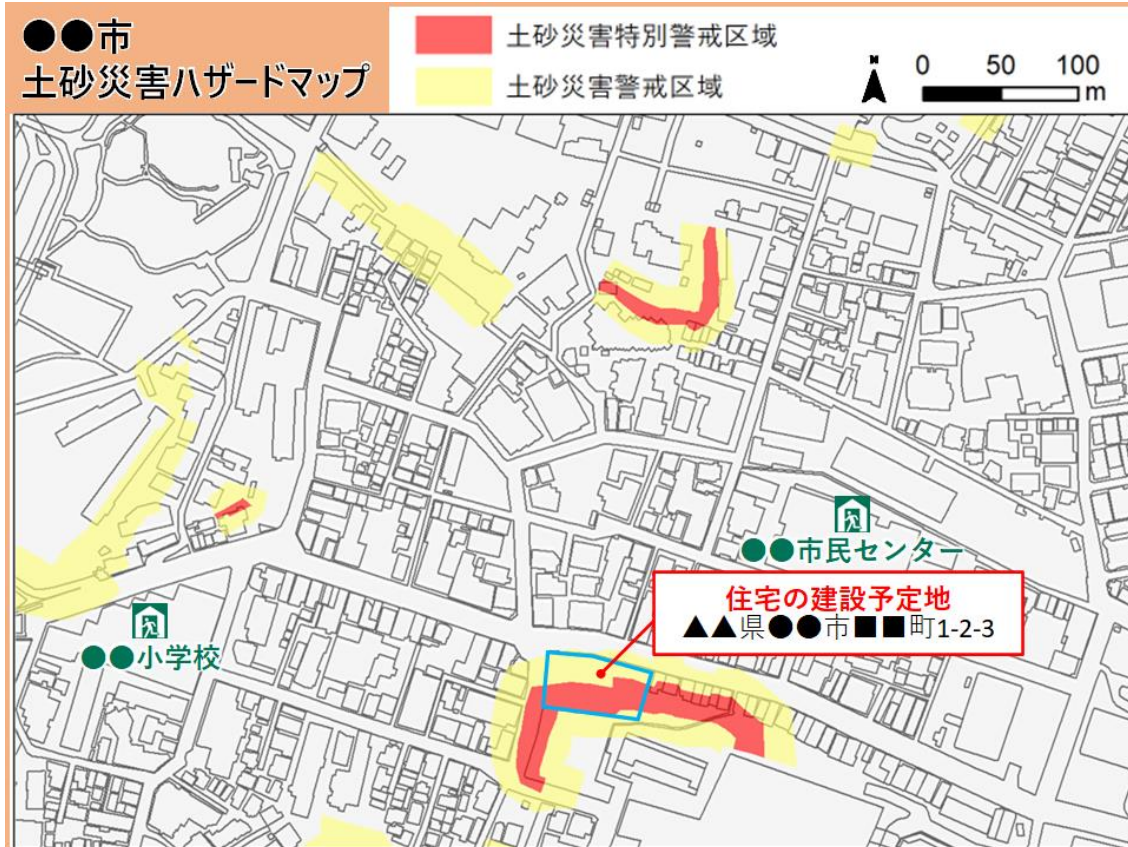 ●●市
土砂災害ハザードマップ
土砂災害特別警戒区域
土砂災害警戒区域
N
0 50 100
m
●●市民センター
住宅の建設予定地
▲▲県●●市■■町1-2-3
●●小学校